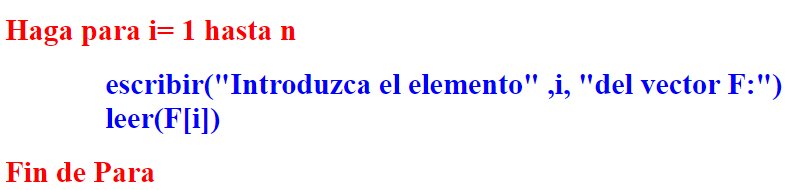 Haga para i= 1 hasta n
escribir("Introduzca el elemento" ,i, "del vector F:")
leer(F[i])
Fin de Para